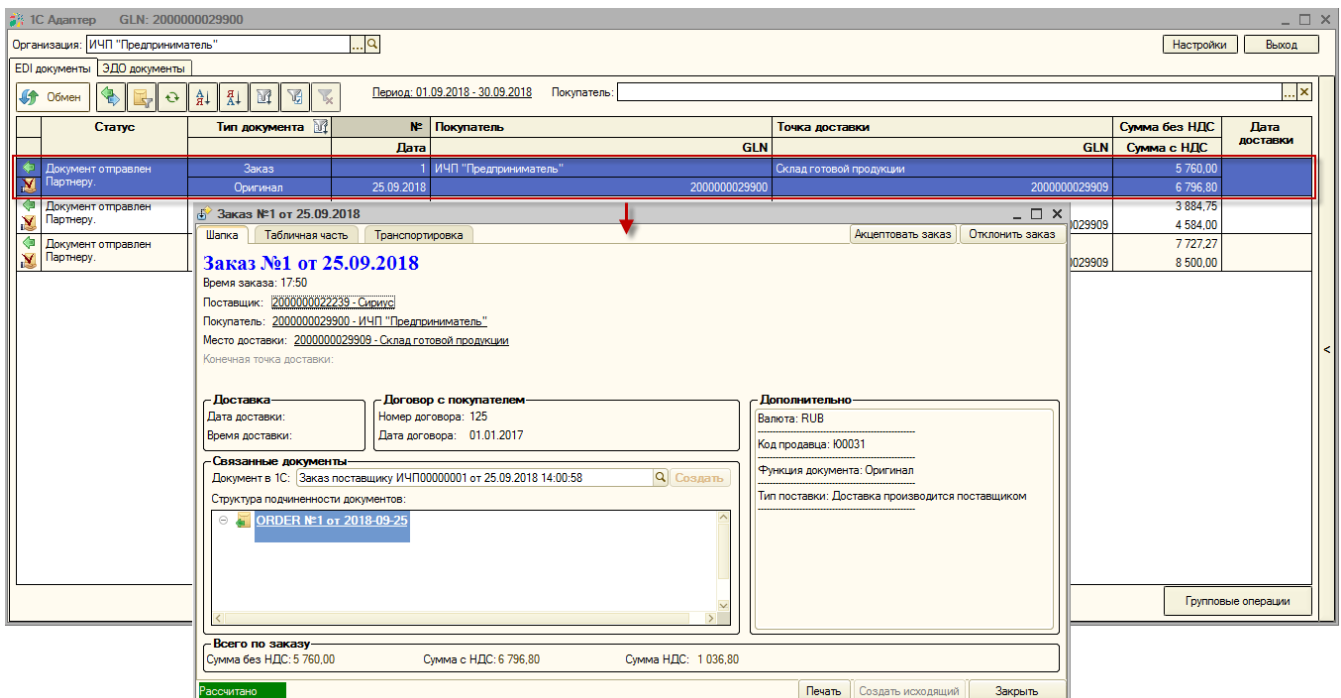 1С Адаптер GLN: 2000000029900
Организация: ИЧП "Предприниматель" ... Настройки Выход
EDI документы ЭДО документы
Обмен Период: 01.09.2018 - 30.09.2018 Покупатель: ...
Статус Тип документа № Покупатель Точка доставки Сумма без НДС Дата доставки
Дата GLN GLN Сумма с НДС
Документ отправлен Партнеру. Заказ 1 ИЧП "Предприниматель" Склад готовой продукции 5 760,00
Оригинал 25.09.2018 2000000029900 2000000029909 6 796,80
Документ отправлен Партнеру. 3 884,75
0029909 4 584,00
Документ отправлен Партнеру. 7 727,27
0029909 8 500,00
Заказ №1 от 25.09.2018
Шапка Табличная часть Транспортировка Акцептовать заказ Отклонить заказ
Заказ №1 от 25.09.2018
Время заказа: 17:50
Поставщик: 2000000022239 - Сириус
Покупатель: 2000000029900 - ИЧП "Предприниматель"
Место доставки: 2000000029909 - Склад готовой продукции
Конечная точка доставки:
Доставка
Дата доставки:
Время доставки:
Договор с покупателем
Номер договора: 125
Дата договора: 01.01.2017
Дополнительно
Валюта: RUB
Код продавца: Ю0031
Функция документа: Оригинал
Тип поставки: Доставка производится поставщиком
Связанные документы
Документ в 1С: Заказ поставщику ИЧП00000001 от 25.09.2018 14:00:58 Создать
Структура подчиненности документов:
ORDER №1 от 2018-09-25
Групповые операции
Всего по заказу
Сумма без НДС: 5 760,00 Сумма с НДС: 6 796,80 Сумма НДС: 1 036,80
Рассчитано Печать Создать исходящий Закрыть